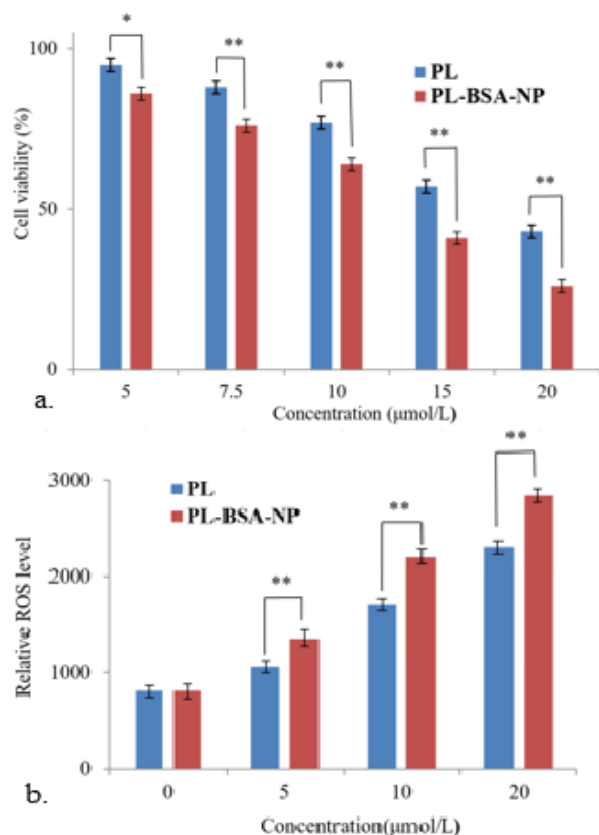 100
*
**
**
**
**
PL
PL-BSA-NP
Cell viability (%)
50
0
5 7.5 10 15 20
Concentration (μmol/L)
a.
3000
**
PL
PL-BSA-NP
**
Relative ROS level
2000
**
1000
0
0 5 10 20
b.
Concentration(μmol/L)